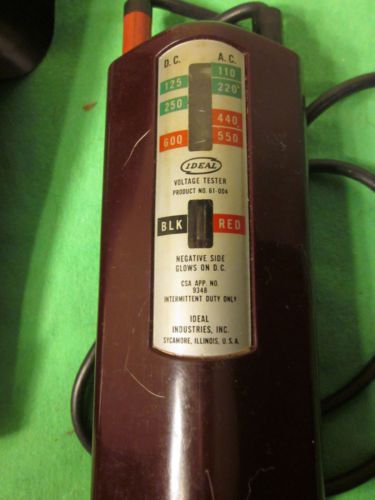 D.C. A.C.
125 110
220
250
440
600 550
IDEAL
VOLTAGE TESTER
PRODUCT NO. 61-004
BLK RED
NEGATIVE SIDE
GLOWS ON D.C.
CSA APP. NO.
9348
INTERMITTENT DUTY ONLY
IDEAL
INDUSTRIES, INC.
SYCAMORE, ILLINOIS, U.S.A.